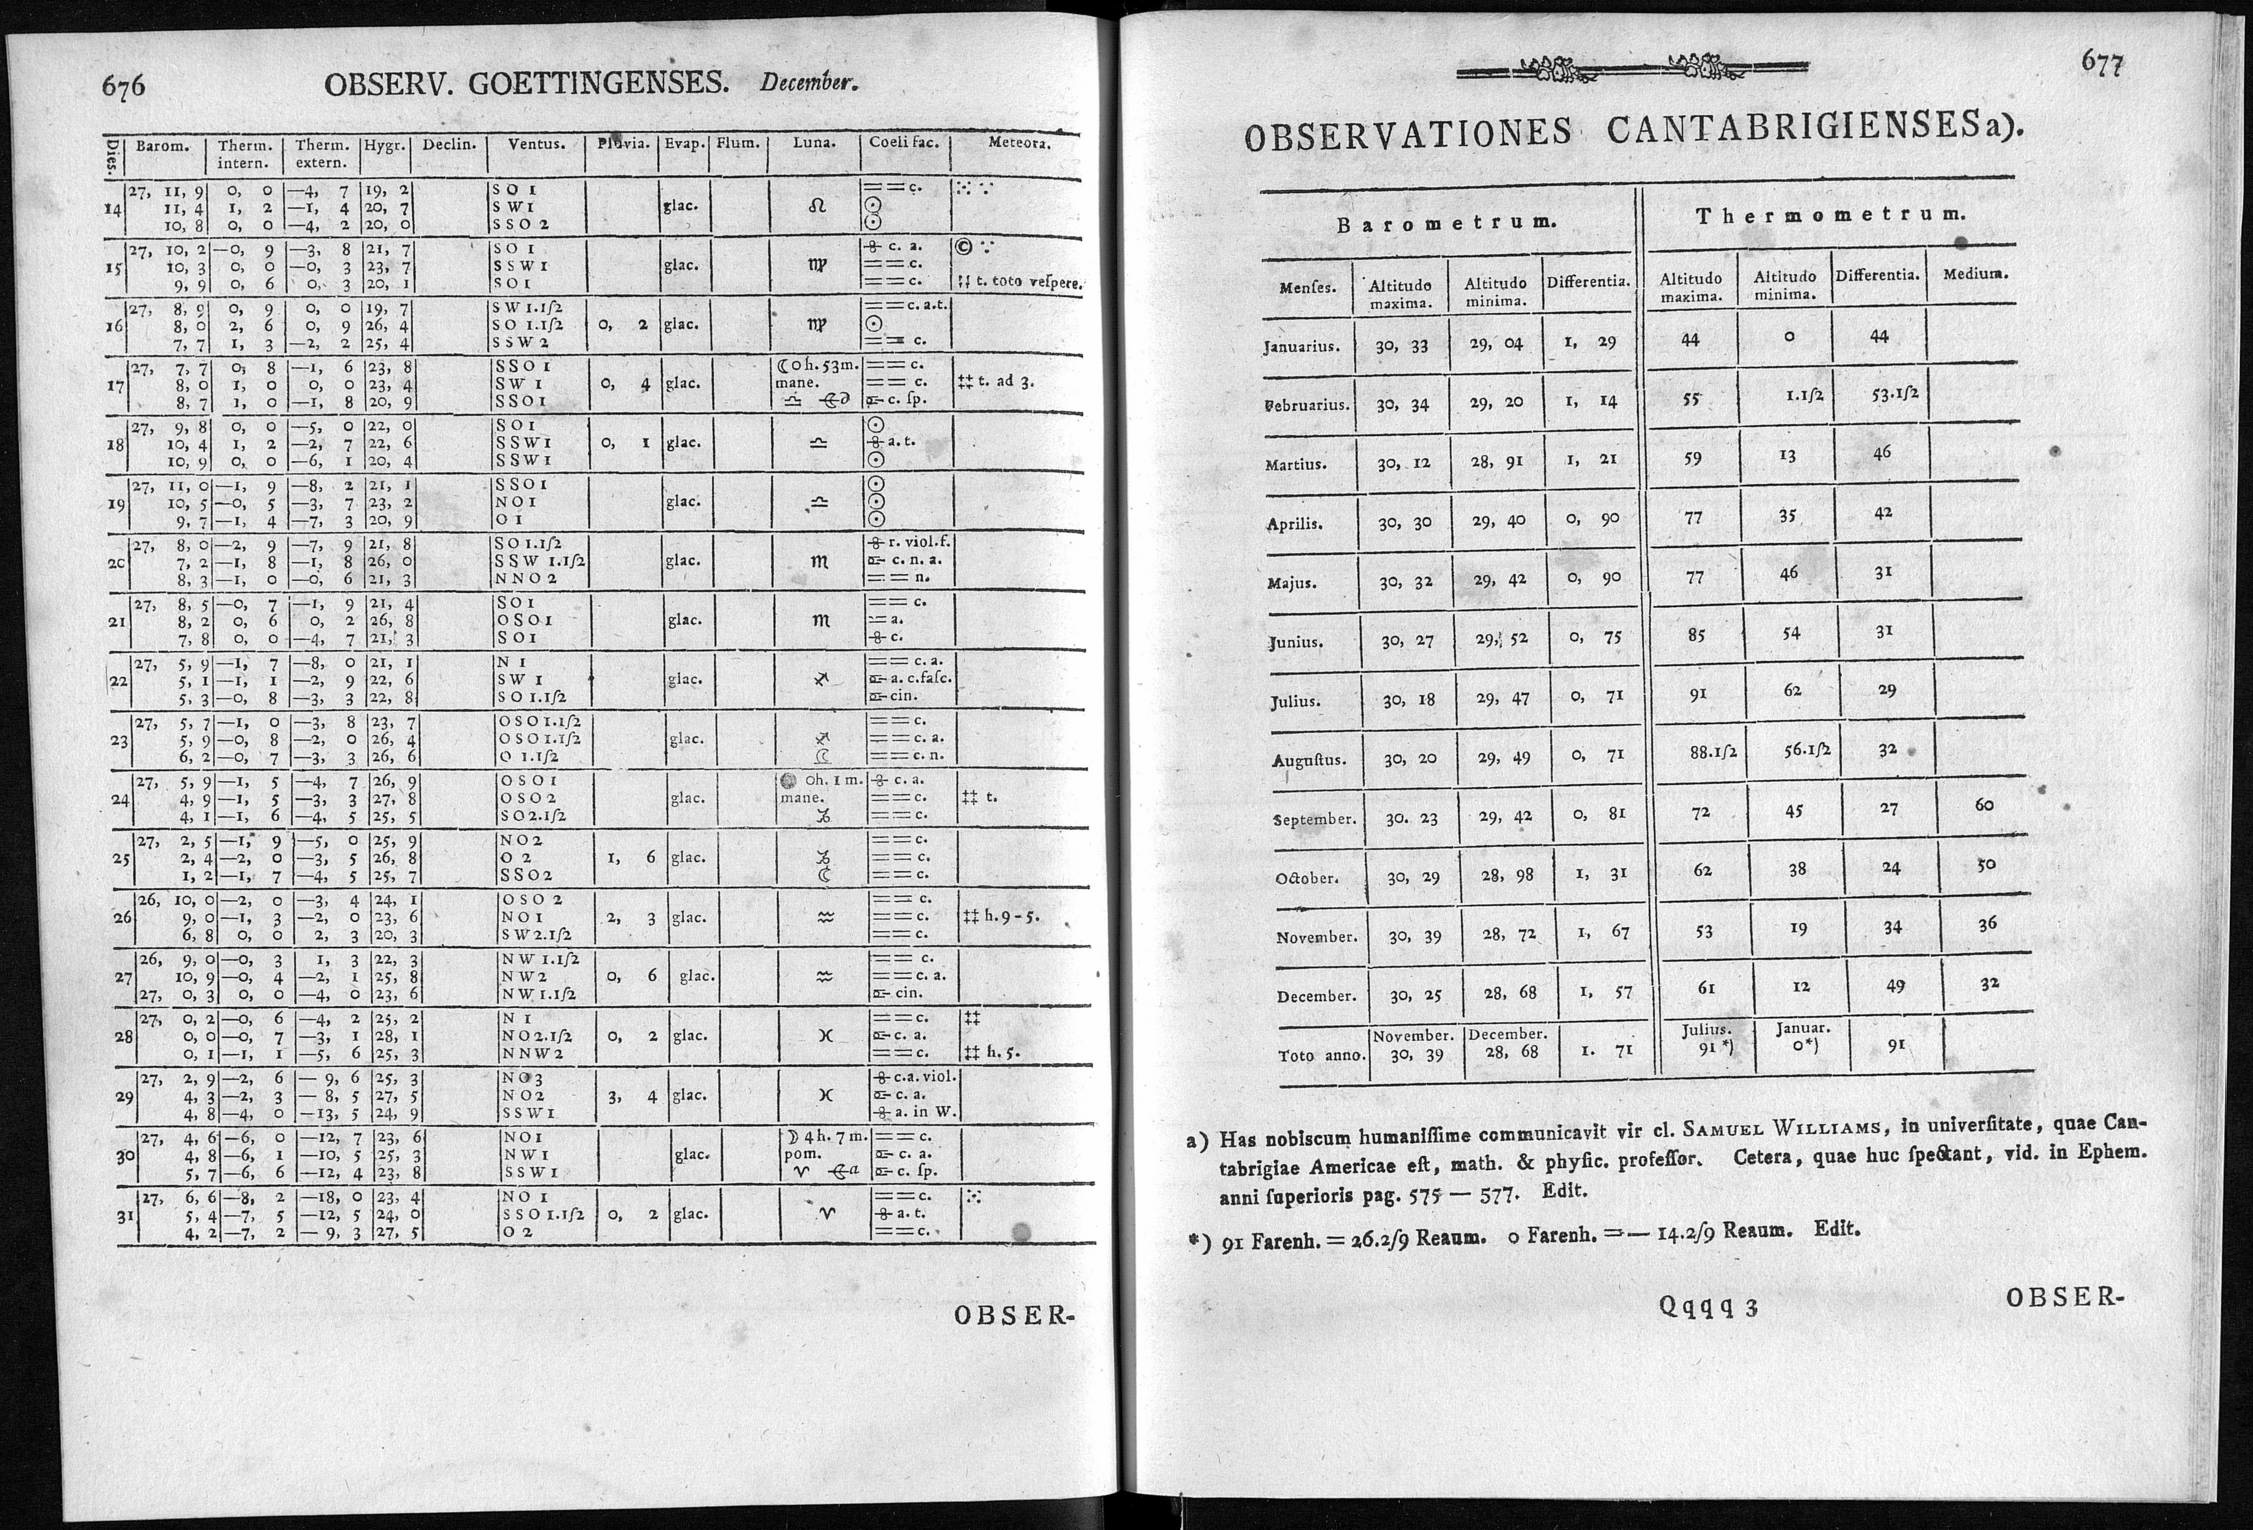 676 OBSERV. GOETTINGENSES. December.
Dies. Barom. Therm. intern. Therm. extern. Hygr. Declin. Ventus. Pluvia. Evap. Flum. Luna. Coeli fac. Meteora.
27, 11, 9 0, 0 —4, 7 19, 2 S O 1 == c. ⁙ ∵
14 11, 4 1, 2 —1, 4 20, 7 S W 1 glac. ♌ ☉
10, 8 0, 0 —4, 2 20, 0 S S O 2 ☉
27, 10, 2 —0, 9 —3, 8 21, 7 S O 1 c. a. © ∵
15 10, 3 0, 0 —0, 3 23, 7 S S W 1 glac. ♍ == c.
9, 9 0, 6 0, 3 20, 1 S O 1 == c. ‡‡ t. toto veſpere.
27, 8, 9 0, 9 0, 0 19, 7 S W 1.1ſ2 == c. a. t.
16 8, 0 2, 6 0, 9 26, 4 S O 1.1ſ2 0, 2 glac. ♍ ☉
7, 7 1, 3 —2, 2 25, 4 S S W 2 == c.
27, 7, 7 0, 8 —1, 6 23, 8 S S O 1 ☾ 0 h. 53 m. == c.
17 8, 0 1, 0 0, 0 23, 4 S W 1 0, 4 glac. mane. == c. ‡‡ t. ad 3.
8, 7 1, 0 —1, 8 20, 9 S S O 1 ♎ c. ſp.
27, 9, 8 0, 0 —5, 0 22, 0 S O 1 ☉
18 10, 4 1, 2 —2, 7 22, 6 S S W 1 0, 1 glac. ♎ a. t.
10, 9 0, 0 —6, 1 20, 4 S S W 1 ☉
27, 11, 0 —1, 9 —8, 2 21, 1 S S O 1 ☉
19 10, 5 —0, 5 —3, 7 23, 2 N O 1 glac. ♎ ☉
9, 7 —1, 4 —7, 3 20, 9 O 1 ☉
27, 8, 0 —2, 9 —7, 9 21, 8 S O 1.1ſ2 r. viol. f.
20 7, 2 —1, 8 —1, 8 26, 0 S S W 1.1ſ2 glac. ♏ c. n. a.
8, 3 —1, 0 —0, 6 21, 3 N N O 2 == n.
27, 8, 5 —0, 7 —1, 9 21, 4 S O 1 == c.
21 8, 2 0, 6 0, 2 26, 8 O S O 1 glac. ♏ = a.
7, 8 0, 0 —4, 7 21, 3 S O 1 c.
27, 5, 9 —1, 7 —8, 0 21, 1 N 1 == c. a.
22 5, 1 —1, 1 —2, 9 22, 6 S W 1 glac. ♐ a. c. faſc.
5, 3 —0, 8 —3, 3 22, 8 S O 1.1ſ2 cin.
27, 5, 7 —1, 0 —3, 8 23, 7 O S O 1.1ſ2 == c.
23 5, 9 —0, 8 —2, 0 26, 4 O S O 1.1ſ2 glac. ♐ == c. a.
6, 2 —0, 7 —3, 3 26, 6 O 1.1ſ2 ☾ == c. n.
27, 5, 9 —1, 5 —4, 7 26, 9 O S O 1 ● 0h. 1 m. c. a.
24 4, 9 —1, 5 —3, 3 27, 8 O S O 2 glac. mane. == c. ‡‡ t.
4, 1 —1, 6 —4, 5 25, 5 S O 2.1ſ2 ♑ == c.
27, 2, 5 —1, 9 —5, 0 25, 9 N O 2 == c.
25 2, 4 —2, 0 —3, 5 26, 8 O 2 1, 6 glac. ♑ == c.
1, 2 —1, 7 —4, 5 25, 7 S S O 2 ☾ == c.
26, 10, 0 —2, 0 —3, 4 24, 1 O S O 2 == c.
26 9, 0 —1, 3 —2, 0 23, 6 N O 1 2, 3 glac. ♒ == c. ‡‡ h. 9 - 5.
6, 8 0, 0 2, 3 20, 3 S W 2.1ſ2 == c.
26, 9, 0 —0, 3 1, 3 22, 3 N W 1.1ſ2 == c.
27 10, 9 —0, 4 —2, 1 25, 8 N W 2 0, 6 glac. ♒ == c. a.
27, 0, 3 0, 0 —4, 0 23, 6 N W 1.1ſ2 cin.
27, 0, 2 —0, 6 —4, 2 25, 2 N 1 == c. ‡‡
28 0, 0 —0, 7 —3, 1 28, 1 N O 2.1ſ2 0, 2 glac. ♓ c. a.
0, 1 —1, 1 —5, 6 25, 3 N N W 2 == c. ‡‡ h. 5.
27, 2, 9 —2, 6 — 9, 6 25, 3 N O 3 c. a. viol.
29 4, 3 —2, 3 — 8, 5 27, 5 N O 2 3, 4 glac. ♓ c. a.
4, 8 —4, 0 —13, 5 24, 9 S S W 1 a. in W.
27, 4, 6 —6, 0 —12, 7 23, 6 N O 1 ☽ 4 h. 7 m. == c.
30 4, 8 —6, 1 —10, 5 25, 3 N W 1 glac. pom. c. a.
5, 7 —6, 6 —12, 4 23, 8 S S W 1 ♈ c. ſp.
27, 6, 6 —8, 2 —18, 0 23, 4 N O 1 == c. ⁙
31 5, 4 —7, 5 —12, 5 24, 0 S S O 1.1ſ2 0, 2 glac. ♈ a. t.
4, 2 —7, 2 — 9, 3 27, 5 O 2 == c.
OBSER-
677
OBSERVATIONES CANTABRIGIENSES a).
Barometrum. Thermometrum.
Menſes. Altitudo maxima. Altitudo minima. Differentia. Altitudo maxima. Altitudo minima. Differentia. Medium.
Januarius. 30, 33 29, 04 1, 29 44 0 44
Februarius. 30, 34 29, 20 1, 14 55 1.1ſ2 53.1ſ2
Martius. 30, 12 28, 91 1, 21 59 13 46
Aprilis. 30, 30 29, 40 0, 90 77 35 42
Majus. 30, 32 29, 42 0, 90 77 46 31
Junius. 30, 27 29, 52 0, 75 85 54 31
Julius. 30, 18 29, 47 0, 71 91 62 29
Auguſtus. 30, 20 29, 49 0, 71 88.1ſ2 56.1ſ2 32
September. 30. 23 29, 42 0, 81 72 45 27 60
October. 30, 29 28, 98 1, 31 62 38 24 50
November. 30, 39 28, 72 1, 67 53 19 34 36
December. 30, 25 28, 68 1, 57 61 12 49 32
November. December. Julius. Januar.
Toto anno. 30, 39 28, 68 1. 71 91 *) 0*) 91
a) Has nobiscum humaniſſime communicavit vir cl. SAMUEL WILLIAMS, in univerſitate, quae Can-
tabrigiae Americae eſt, math. & phyſic. profeſſor. Cetera, quae huc ſpectant, vid. in Ephem.
anni ſuperioris pag. 575 — 577. Edit.
*) 91 Farenh. = 26.2/9 Reaum. 0 Farenh. = — 14.2/9 Reaum. Edit.
Qqqq 3
OBSER-